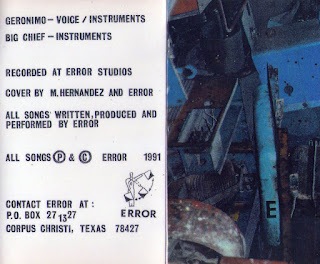 GERONIMO - VOICE / INSTRUMENTS
BIG CHIEF - INSTRUMENTS
RECORDED AT ERROR STUDIOS
COVER BY M. HERNANDEZ AND ERROR
ALL SONGS WRITTEN, PRODUCED AND
PERFORMED BY ERROR
ALL SONGS Ⓟ & © ERROR 1991
ERROR
CONTACT ERROR AT :
P.O. BOX 271327
CORPUS CHRISTI, TEXAS 78427
E